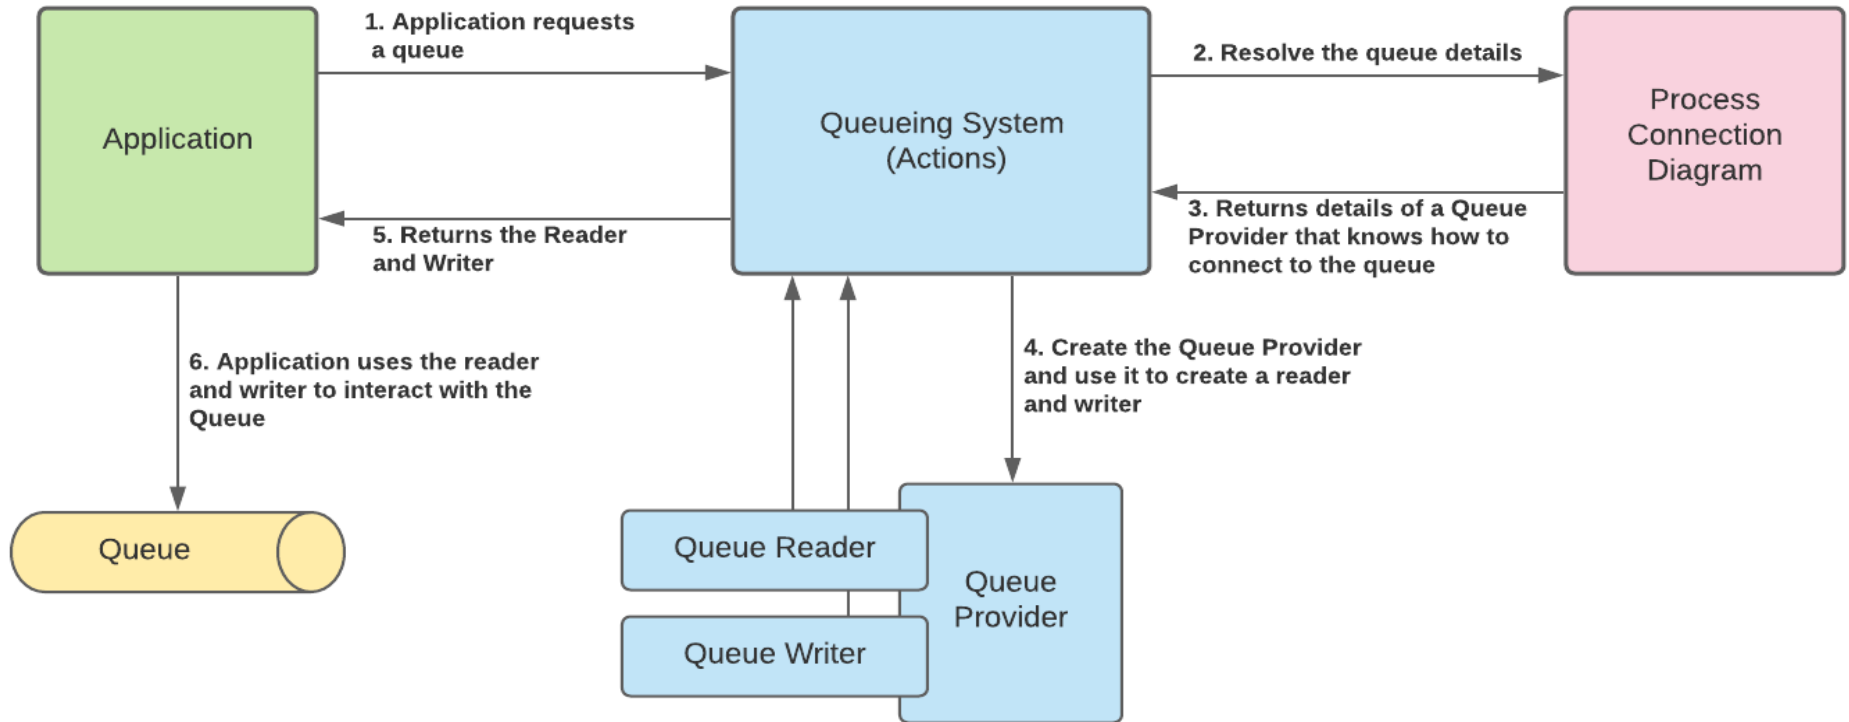 1. Application requests
a queue
2. Resolve the queue details
Application
Queueing System
(Actions)
Process
Connection
Diagram
5. Returns the Reader
and Writer
3. Returns details of a Queue
Provider that knows how to
connect to the queue
6. Application uses the reader
and writer to interact with the
Queue
4. Create the Queue Provider
and use it to create a reader
and writer
Queue
Queue Reader
Queue Writer
Queue
Provider